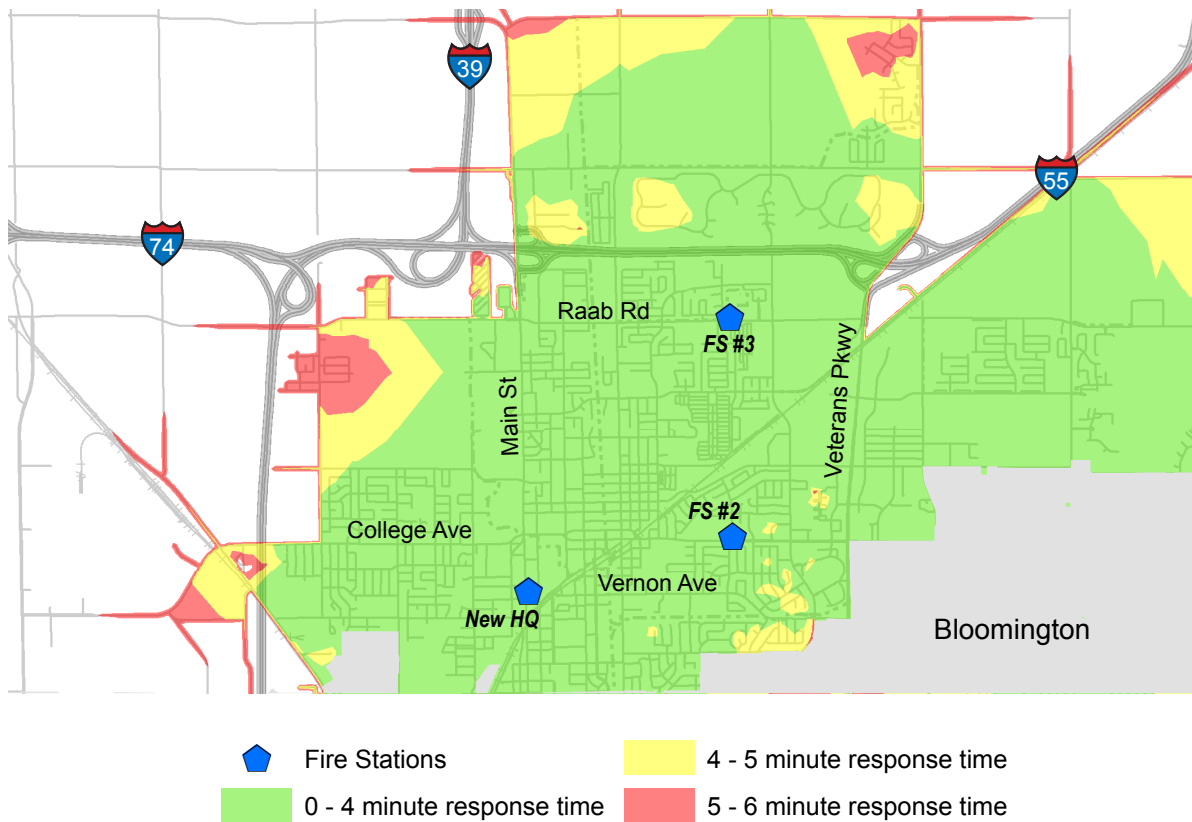 39
55
74
Raab Rd
FS #3
Main St
Veterans Pkwy
FS #2
College Ave
Vernon Ave
New HQ
Bloomington
Fire Stations
4 - 5 minute response time
0 - 4 minute response time
5 - 6 minute response time